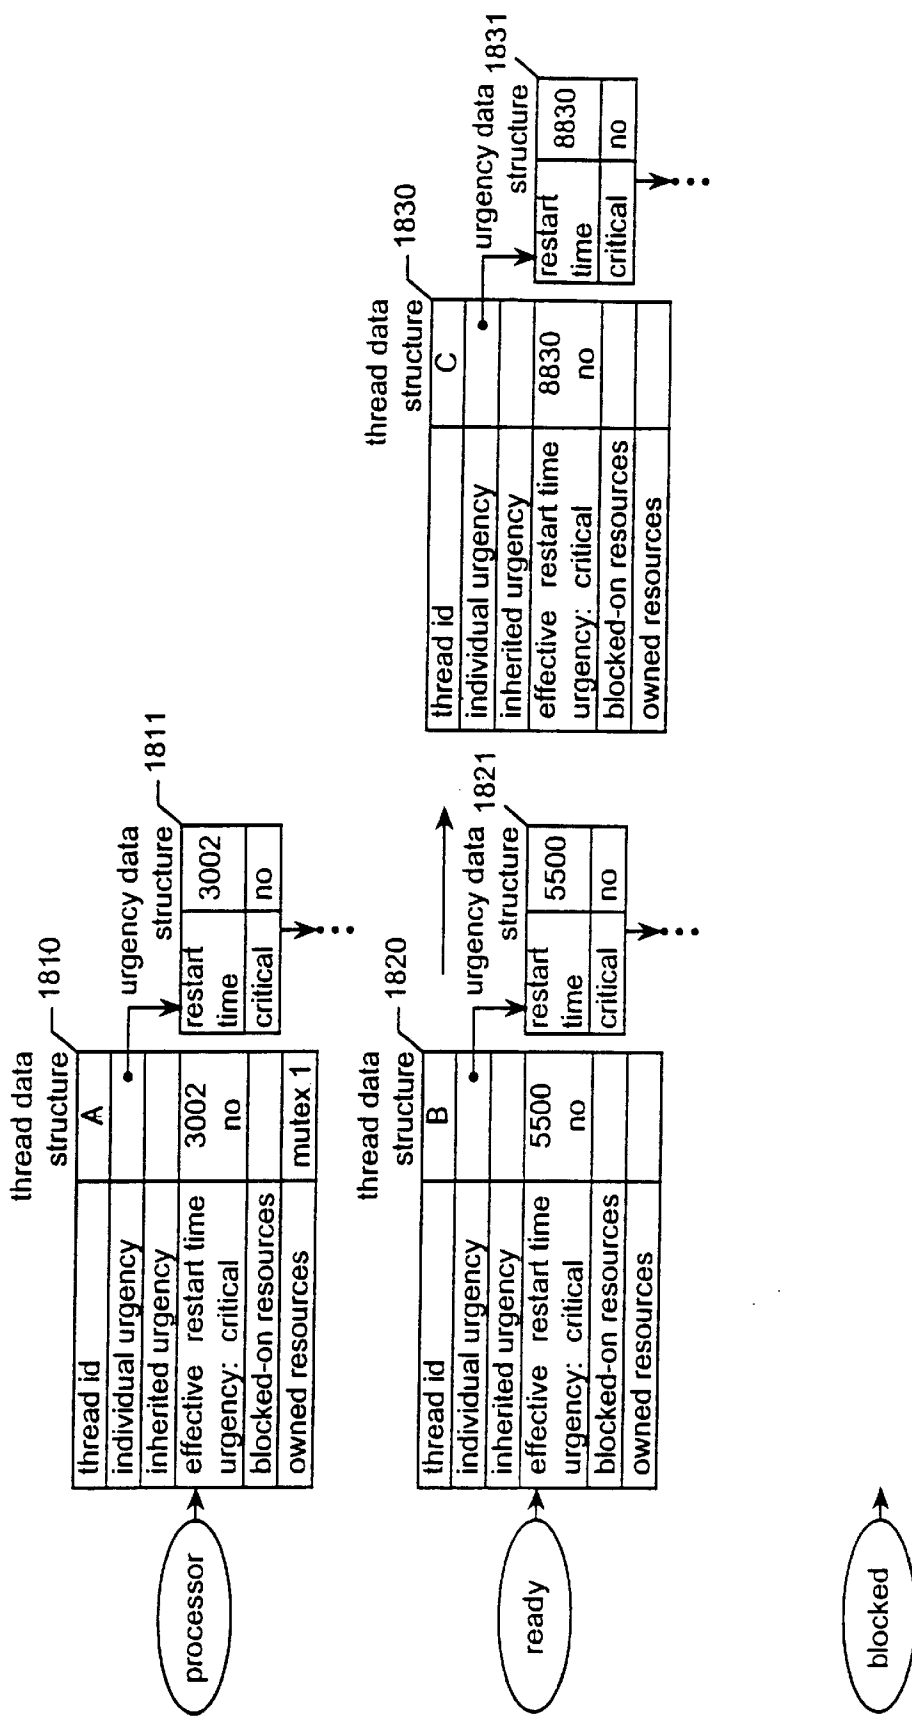 thread data
structure
1810
processor
thread id A
individual urgency
inherited urgency
effective restart time 3002
urgency: critical no
blocked-on resources
owned resources mutex 1
urgency data
structure
1811
restart
time 3002
critical no
thread data
structure
1820
ready
thread id B
individual urgency
inherited urgency
effective restart time 5500
urgency: critical no
blocked-on resources
owned resources
urgency data
structure
1821
restart
time 5500
critical no
thread data
structure
1830
thread id C
individual urgency
inherited urgency
effective restart time 8830
urgency: critical no
blocked-on resources
owned resources
urgency data
structure
1831
restart
time 8830
critical no
blocked